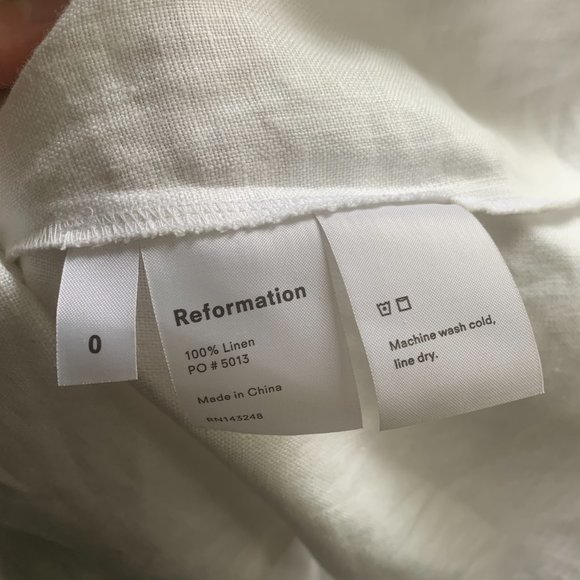 0
Reformation
100% Linen
PO # 5013
Made in China
RN143248
Machine wash cold,
line dry.